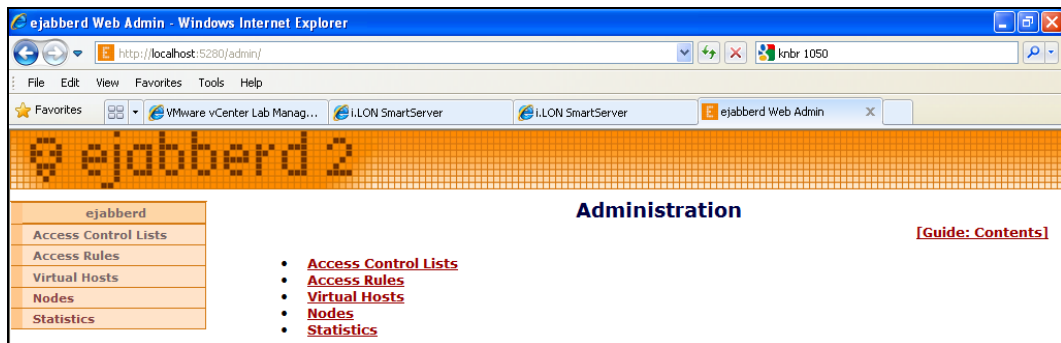 ejabberd Web Admin - Windows Internet Explorer
http://localhost:5280/admin/
knbr 1050
File Edit View Favorites Tools Help
Favorites VMware vCenter Lab Manag... i.LON SmartServer i.LON SmartServer ejabberd Web Admin
ejabberd 2
ejabberd
Access Control Lists
Access Rules
Virtual Hosts
Nodes
Statistics
Administration
[Guide: Contents]
Access Control Lists
Access Rules
Virtual Hosts
Nodes
Statistics